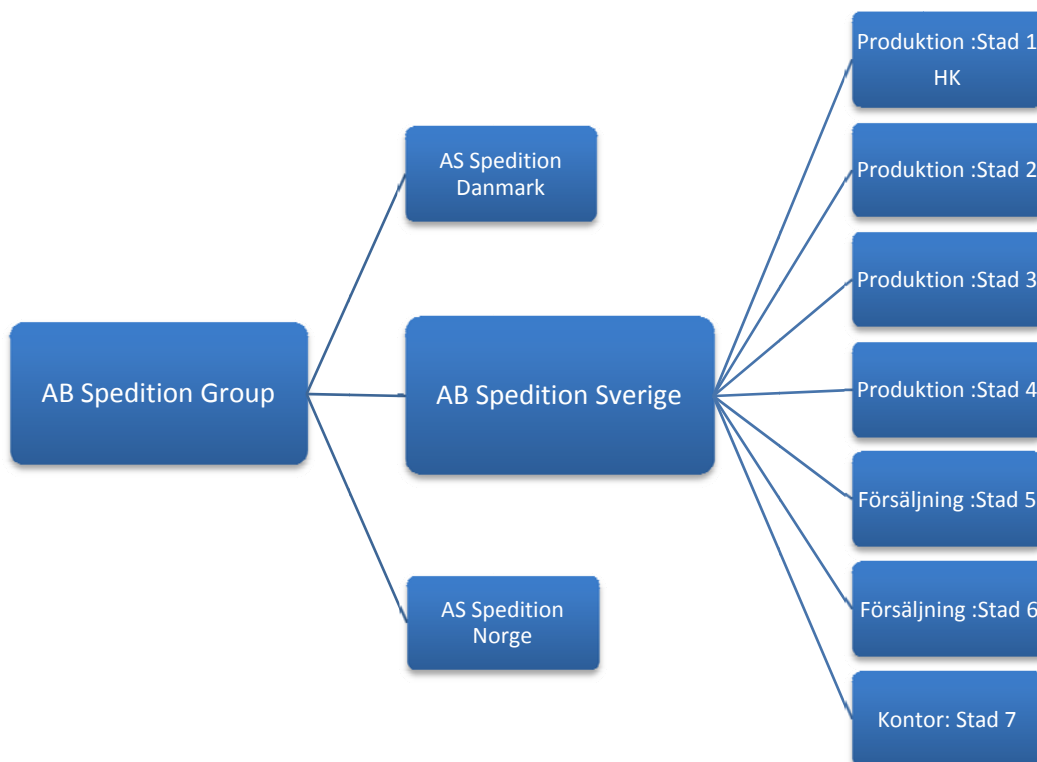 AB Spedition Group
AS Spedition
Danmark
AB Spedition Sverige
AS Spedition
Norge
Produktion :Stad 1
HK
Produktion :Stad 2
Produktion :Stad 3
Produktion :Stad 4
Försäljning :Stad 5
Försäljning :Stad 6
Kontor: Stad 7